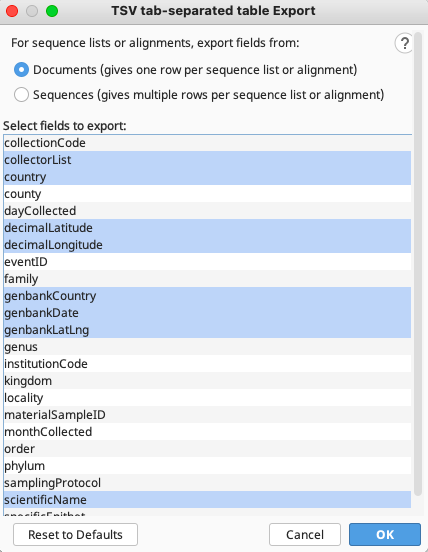 TSV tab-separated table Export
For sequence lists or alignments, export fields from:
?
Documents (gives one row per sequence list or alignment)
Sequences (gives multiple rows per sequence list or alignment)
Select fields to export:
collectionCode
collectorList
country
county
dayCollected
decimalLatitude
decimalLongitude
eventID
family
genbankCountry
genbankDate
genbankLatLng
genus
institutionCode
kingdom
locality
materialSampleID
monthCollected
order
phylum
samplingProtocol
scientificName
Reset to Defaults
Cancel
OK